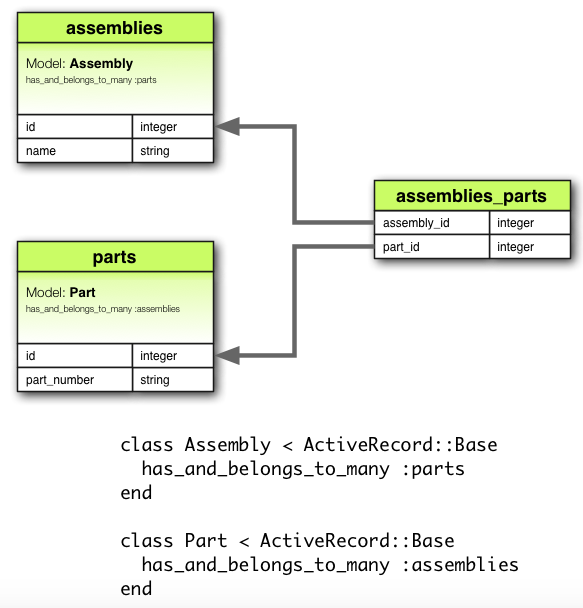 assemblies
Model: Assembly
has_and_belongs_to_many :parts
id integer
name string
assemblies_parts
assembly_id integer
part_id integer
parts
Model: Part
has_and_belongs_to_many :assemblies
id integer
part_number string
class Assembly < ActiveRecord::Base
  has_and_belongs_to_many :parts
end
class Part < ActiveRecord::Base
  has_and_belongs_to_many :assemblies
end